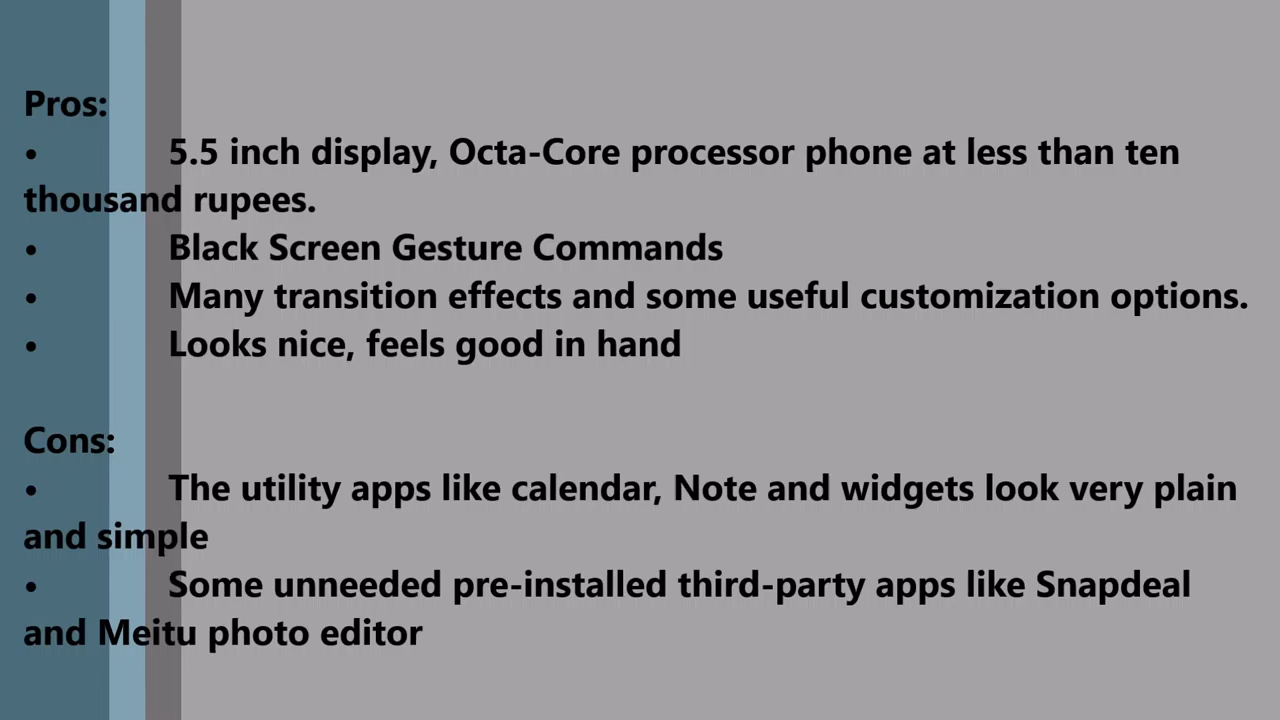 Pros:
• 5.5 inch display, Octa-Core processor phone at less than ten
thousand rupees.
• Black Screen Gesture Commands
• Many transition effects and some useful customization options.
• Looks nice, feels good in hand
Cons:
• The utility apps like calendar, Note and widgets look very plain
and simple
• Some unneeded pre-installed third-party apps like Snapdeal
and Meitu photo editor